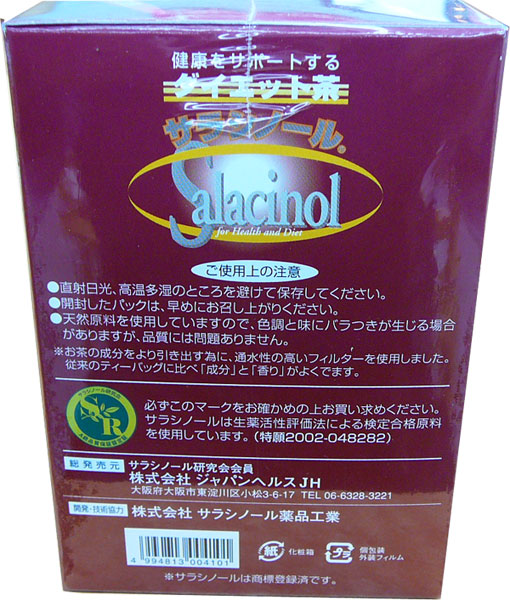 健康をサポートする
ダイエット茶
サラシノール®
Salacinol
for Health and Diet
ご使用上の注意
●直射日光、高温多湿のところを避けて保存してください。
●開封したパックは、早めにお召し上がりください。
●天然原料を使用していますので、色調と味にバラつきが生じる場合
がありますが、品質には問題ありません。
※お茶の成分をより引き出す為に、通水性の高いフィルターを使用しました。
従来のティーバッグに比べ「成分」と「香り」がよくでます。
SR
必ずこのマークをお確かめの上お買い求めください。
サラシノールは生薬活性評価法による検定合格原料
を使用しています。(特願2002-048282)
総発売元
サラシノール研究会会員
株式会社 ジャパンヘルスJH
大阪府大阪市東淀川区小松3-6-17 TEL 06-6328-3221
開発・技術協力
株式会社 サラシノール薬品工業
4 994813 004101
紙 化粧箱
プラ 個包装
外装フィルム
※サラシノールは商標登録済です。